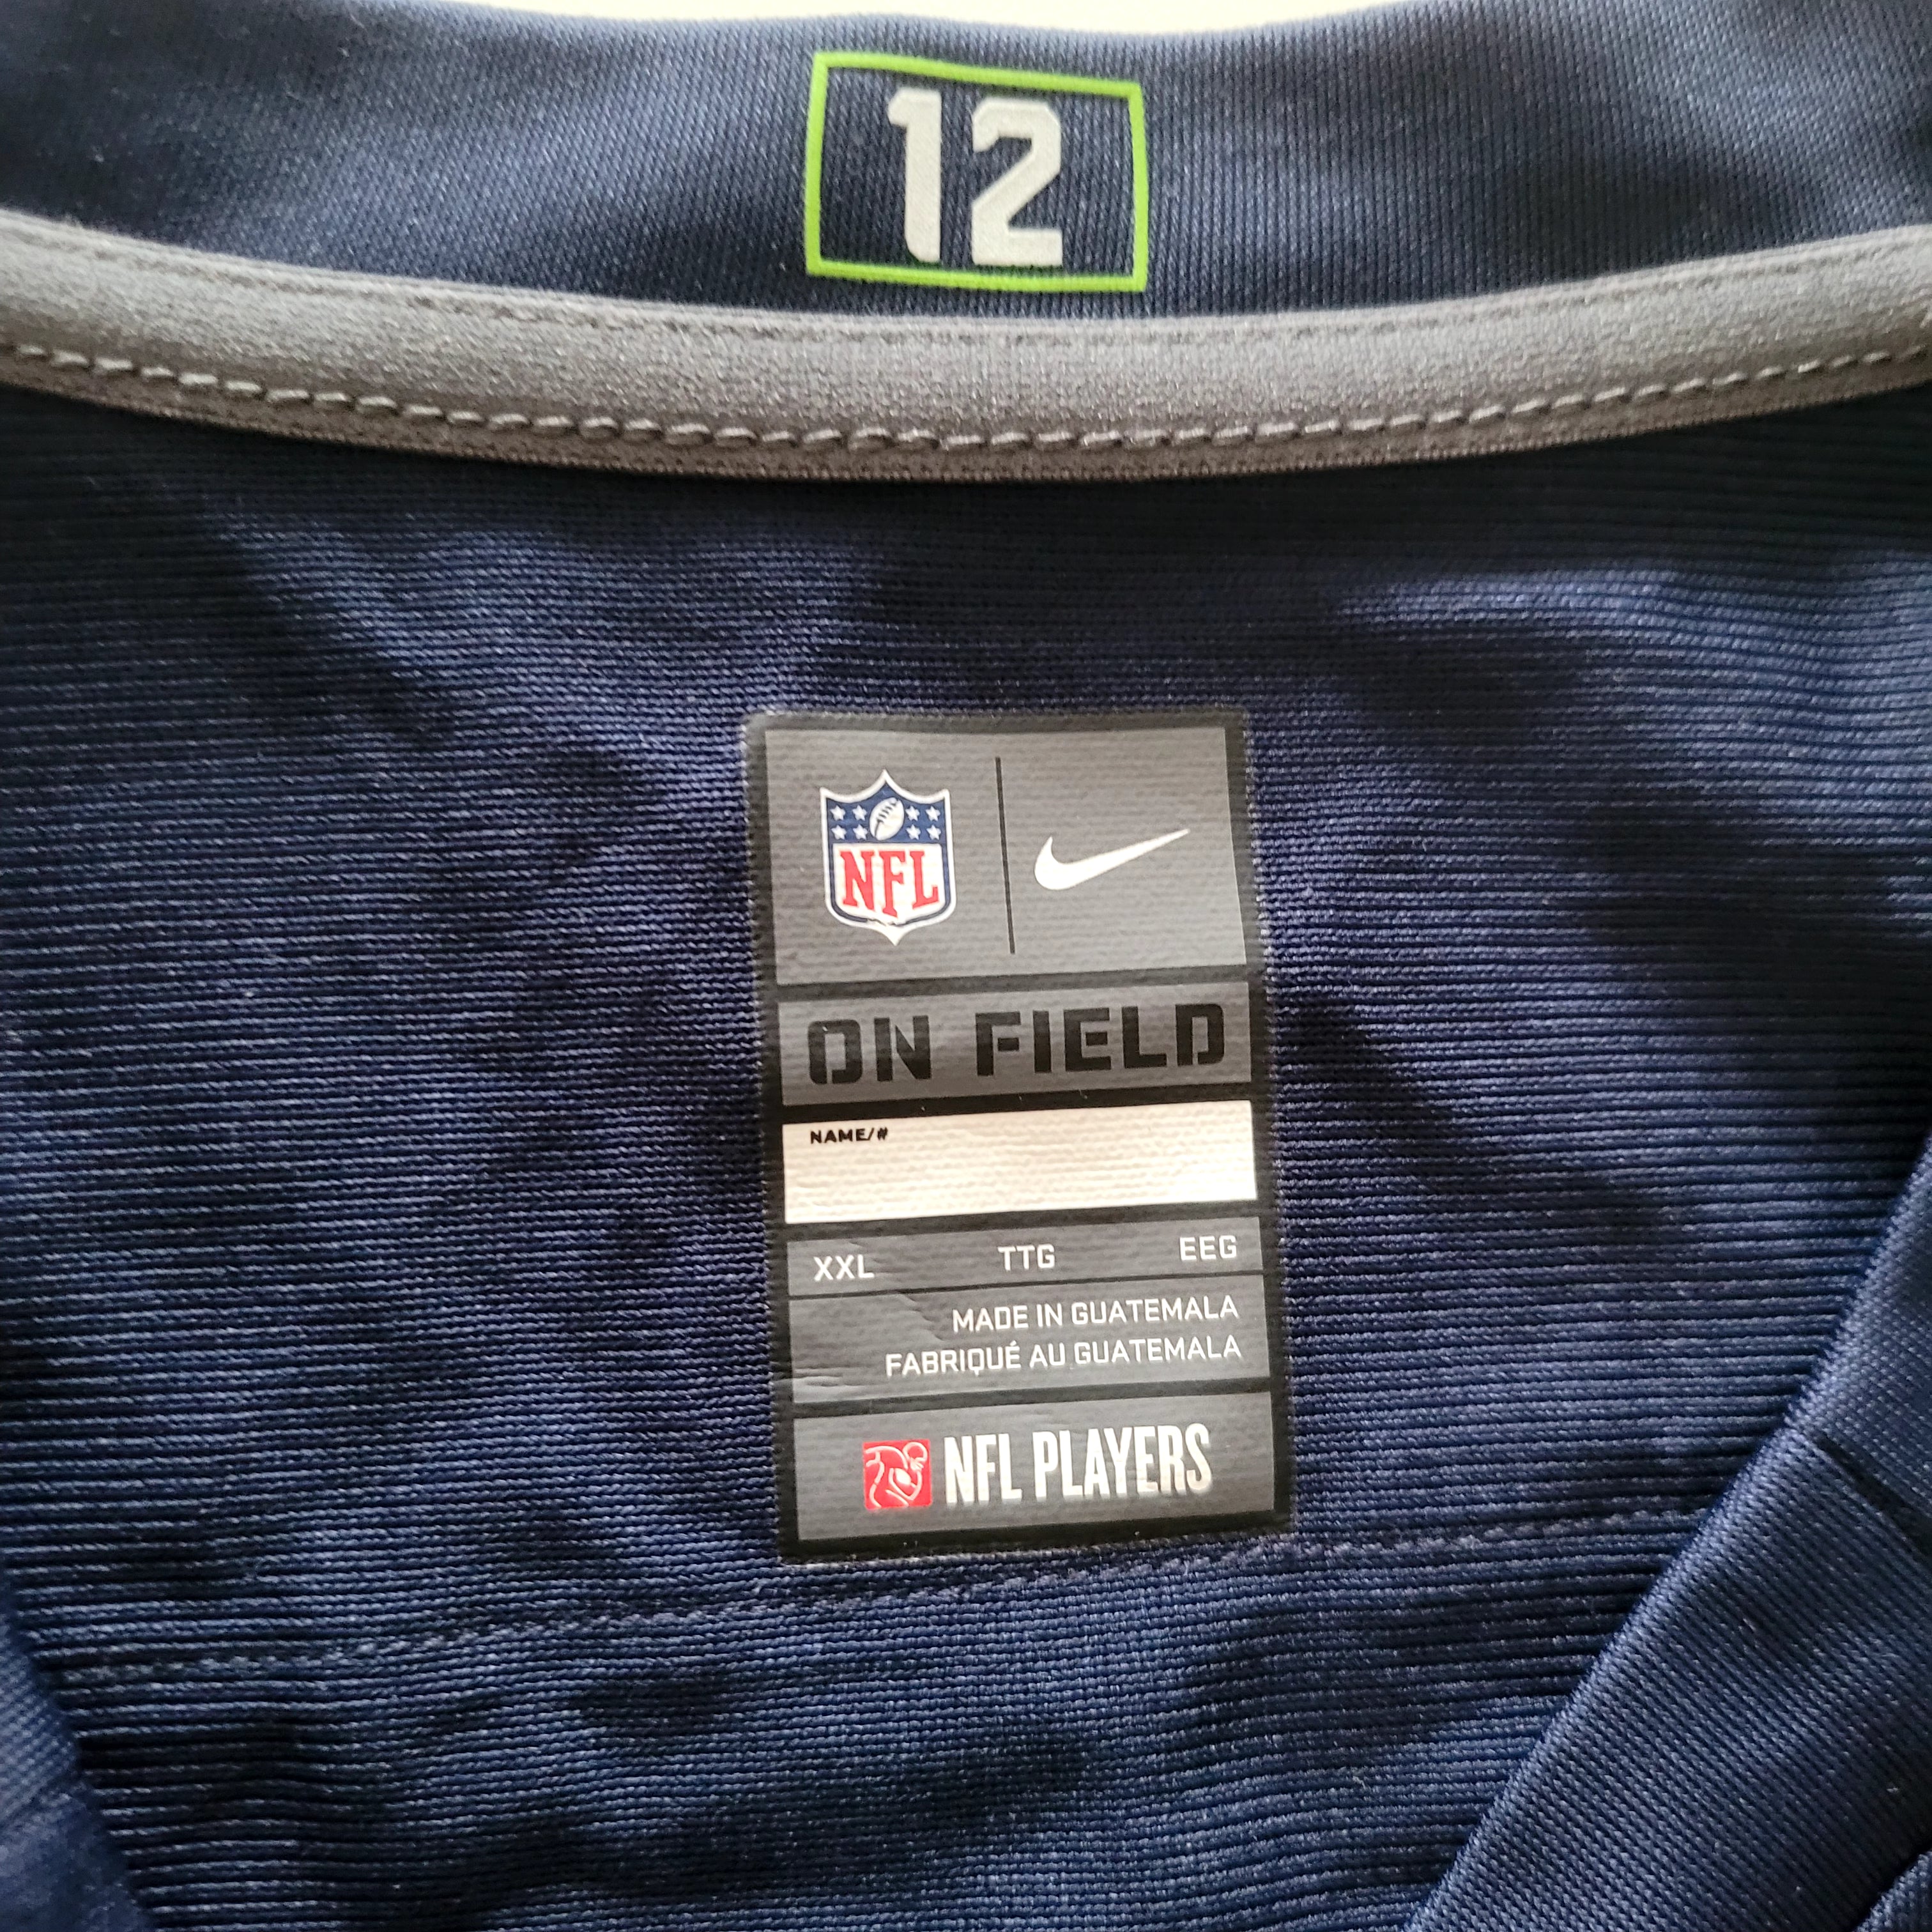 12
NFL
ON FIELD
NAME/#
XXL TTG EEG
MADE IN GUATEMALA
FABRIQUÉ AU GUATEMALA
NFL PLAYERS